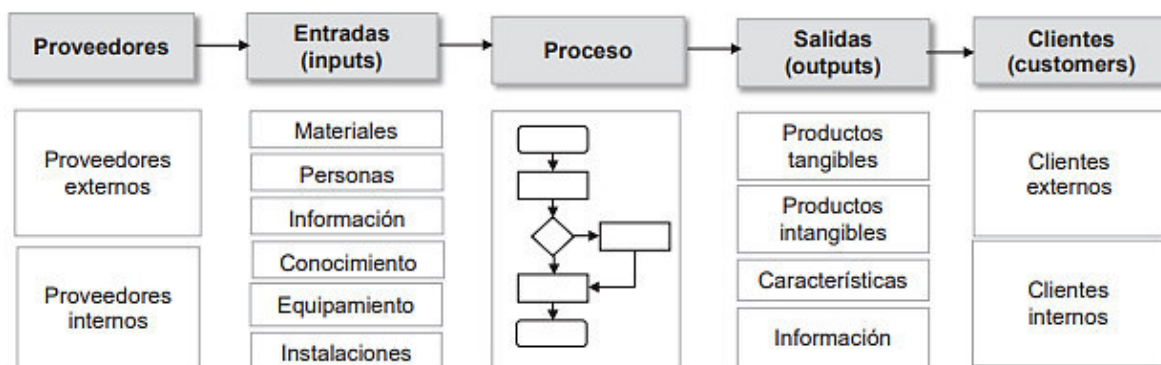 Proveedores
Entradas
(inputs)
Proceso
Salidas
(outputs)
Clientes
(customers)
Proveedores
externos
Proveedores
internos
Materiales
Personas
Información
Conocimiento
Equipamiento
Instalaciones
Productos
tangibles
Productos
intangibles
Características
Información
Clientes
externos
Clientes
internos